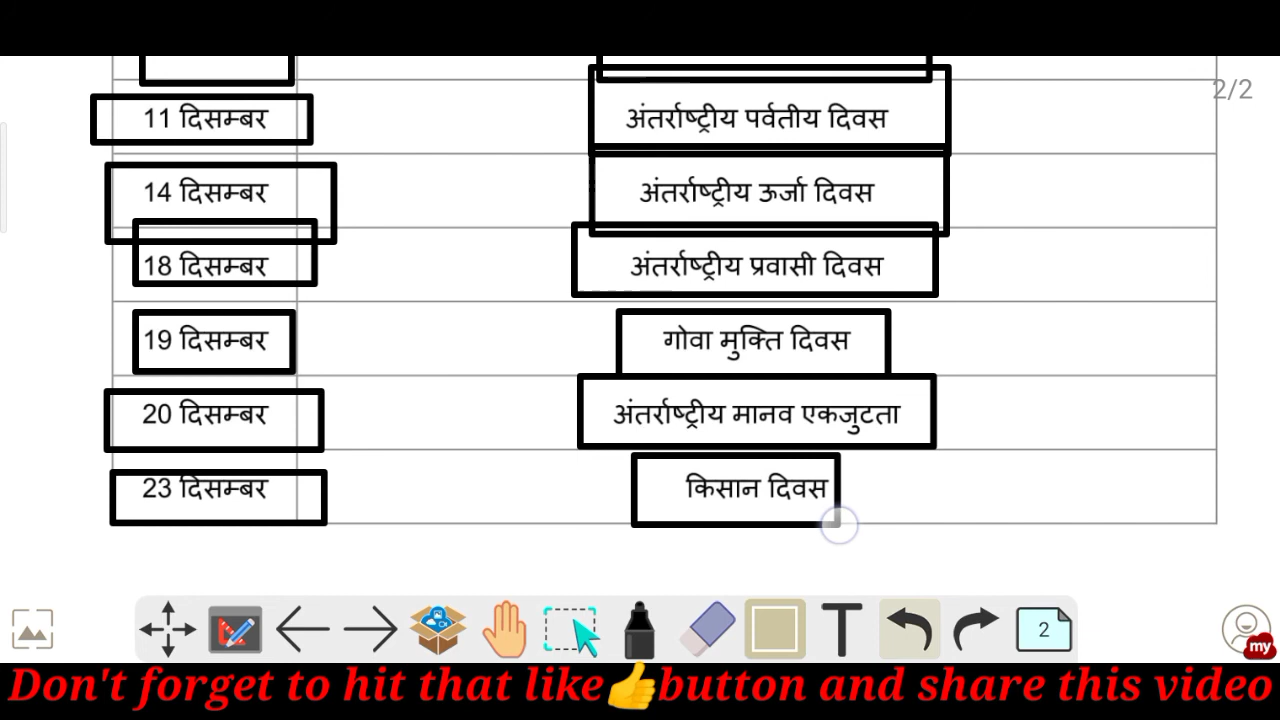 2/2
11 दिसम्बर अंतर्राष्ट्रीय पर्वतीय दिवस
14 दिसम्बर अंतर्राष्ट्रीय ऊर्जा दिवस
18 दिसम्बर अंतर्राष्ट्रीय प्रवासी दिवस
19 दिसम्बर गोवा मुक्ति दिवस
20 दिसम्बर अंतर्राष्ट्रीय मानव एकजुटता
23 दिसम्बर किसान दिवस
T 2
my
Don't forget to hit that like👍button and share this video